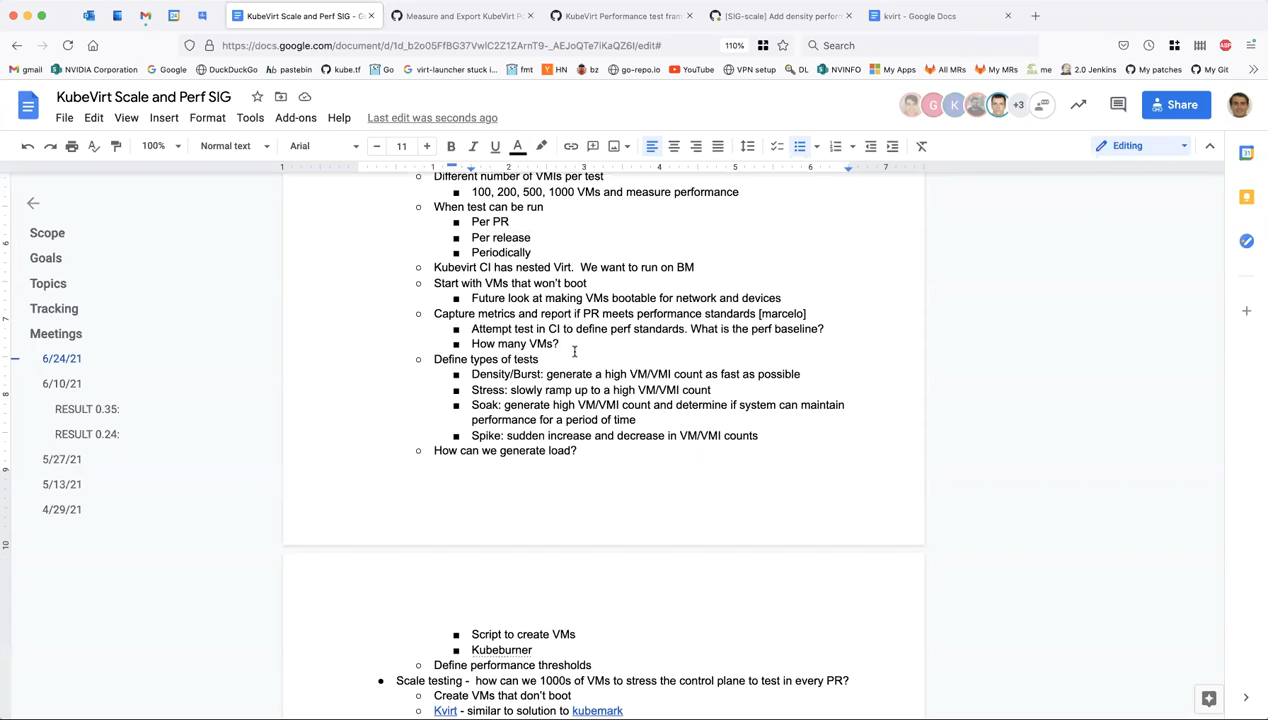 KubeVirt Scale and Perf SIG - G
Measure and Export KubeVirt P
KubeVirt Performance test fram
[SIG-scale] Add density perform
kvirt - Google Docs
https://docs.google.com/document/d/1d_b2o05FfBG37VwlC2Z1ZArnT9-_AEJoQTe7iKaQZ6I/edit#
110%
Search
gmail
NVIDIA Corporation
Google
DuckDuckGo
pastebin
kube.tf
Go
virt-launcher stuck i...
fmt
HN
bz
go-repo.io
YouTube
VPN setup
DL
NVINFO
My Apps
All MRs
My MRs
me
2.0 Jenkins
My patches
My Git
KubeVirt Scale and Perf SIG
File Edit View Insert Format Tools Add-ons Help Last edit was seconds ago
G K +3 Share
100% Normal text Arial 11 Editing
1 1 2 3 4 5 6 7
Scope
Goals
Topics
Tracking
Meetings
6/24/21
6/10/21
RESULT 0.35:
RESULT 0.24:
5/27/21
5/13/21
4/29/21
Different number of VMIs per test
100, 200, 500, 1000 VMs and measure performance
When test can be run
Per PR
Per release
Periodically
Kubevirt CI has nested Virt. We want to run on BM
Start with VMs that won't boot
Future look at making VMs bootable for network and devices
Capture metrics and report if PR meets performance standards [marcelo]
Attempt test in CI to define perf standards. What is the perf baseline?
How many VMs?
Define types of tests
Density/Burst: generate a high VM/VMI count as fast as possible
Stress: slowly ramp up to a high VM/VMI count
Soak: generate high VM/VMI count and determine if system can maintain
performance for a period of time
Spike: sudden increase and decrease in VM/VMI counts
How can we generate load?
Script to create VMs
Kubeburner
Define performance thresholds
Scale testing - how can we 1000s of VMs to stress the control plane to test in every PR?
Create VMs that don't boot
Kvirt - similar to solution to kubemark